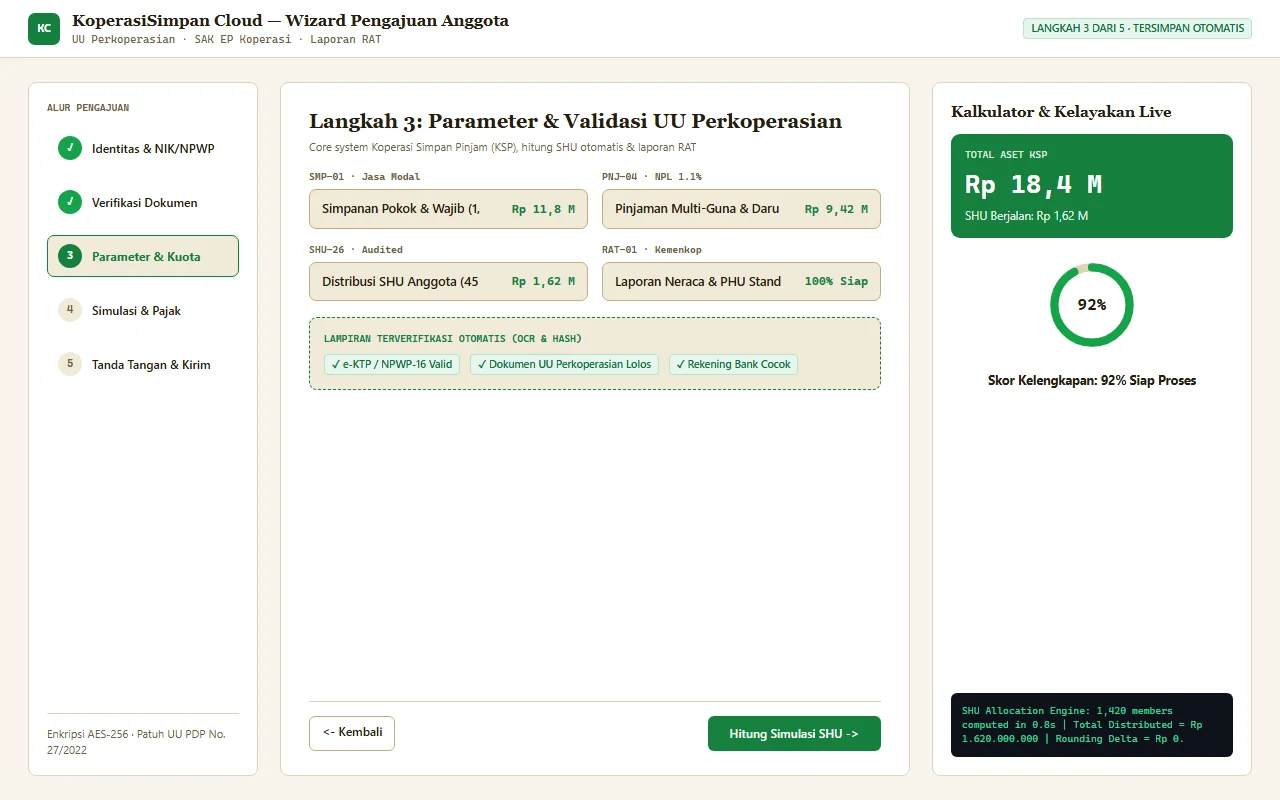 KC
KoperasiSimpan Cloud — Wizard Pengajuan Anggota
UU Perkoperasian · SAK EP Koperasi · Laporan RAT
LANGKAH 3 DARI 5 · TERSIMPAN OTOMATIS
ALUR PENGAJUAN
✓ Identitas & NIK/NPWP
✓ Verifikasi Dokumen
3 Parameter & Kuota
4 Simulasi & Pajak
5 Tanda Tangan & Kirim
Enkripsi AES-256 · Patuh UU PDP No.
27/2022
Langkah 3: Parameter & Validasi UU Perkoperasian
Core system Koperasi Simpan Pinjam (KSP), hitung SHU otomatis & laporan RAT
SMP-01 · Jasa Modal
Simpanan Pokok & Wajib (1, Rp 11,8 M
PNJ-04 · NPL 1.1%
Pinjaman Multi-Guna & Daru Rp 9,42 M
SHU-26 · Audited
Distribusi SHU Anggota (45 Rp 1,62 M
RAT-01 · Kemenkop
Laporan Neraca & PHU Stand 100% Siap
LAMPIRAN TERVERIFIKASI OTOMATIS (OCR & HASH)
✓ e-KTP / NPWP-16 Valid
✓ Dokumen UU Perkoperasian Lolos
✓ Rekening Bank Cocok
<- Kembali
Hitung Simulasi SHU ->
Kalkulator & Kelayakan Live
TOTAL ASET KSP
Rp 18,4 M
SHU Berjalan: Rp 1,62 M
92%
Skor Kelengkapan: 92% Siap Proses
SHU Allocation Engine: 1,420 members
computed in 0.8s | Total Distributed = Rp
1.620.000.000 | Rounding Delta = Rp 0.